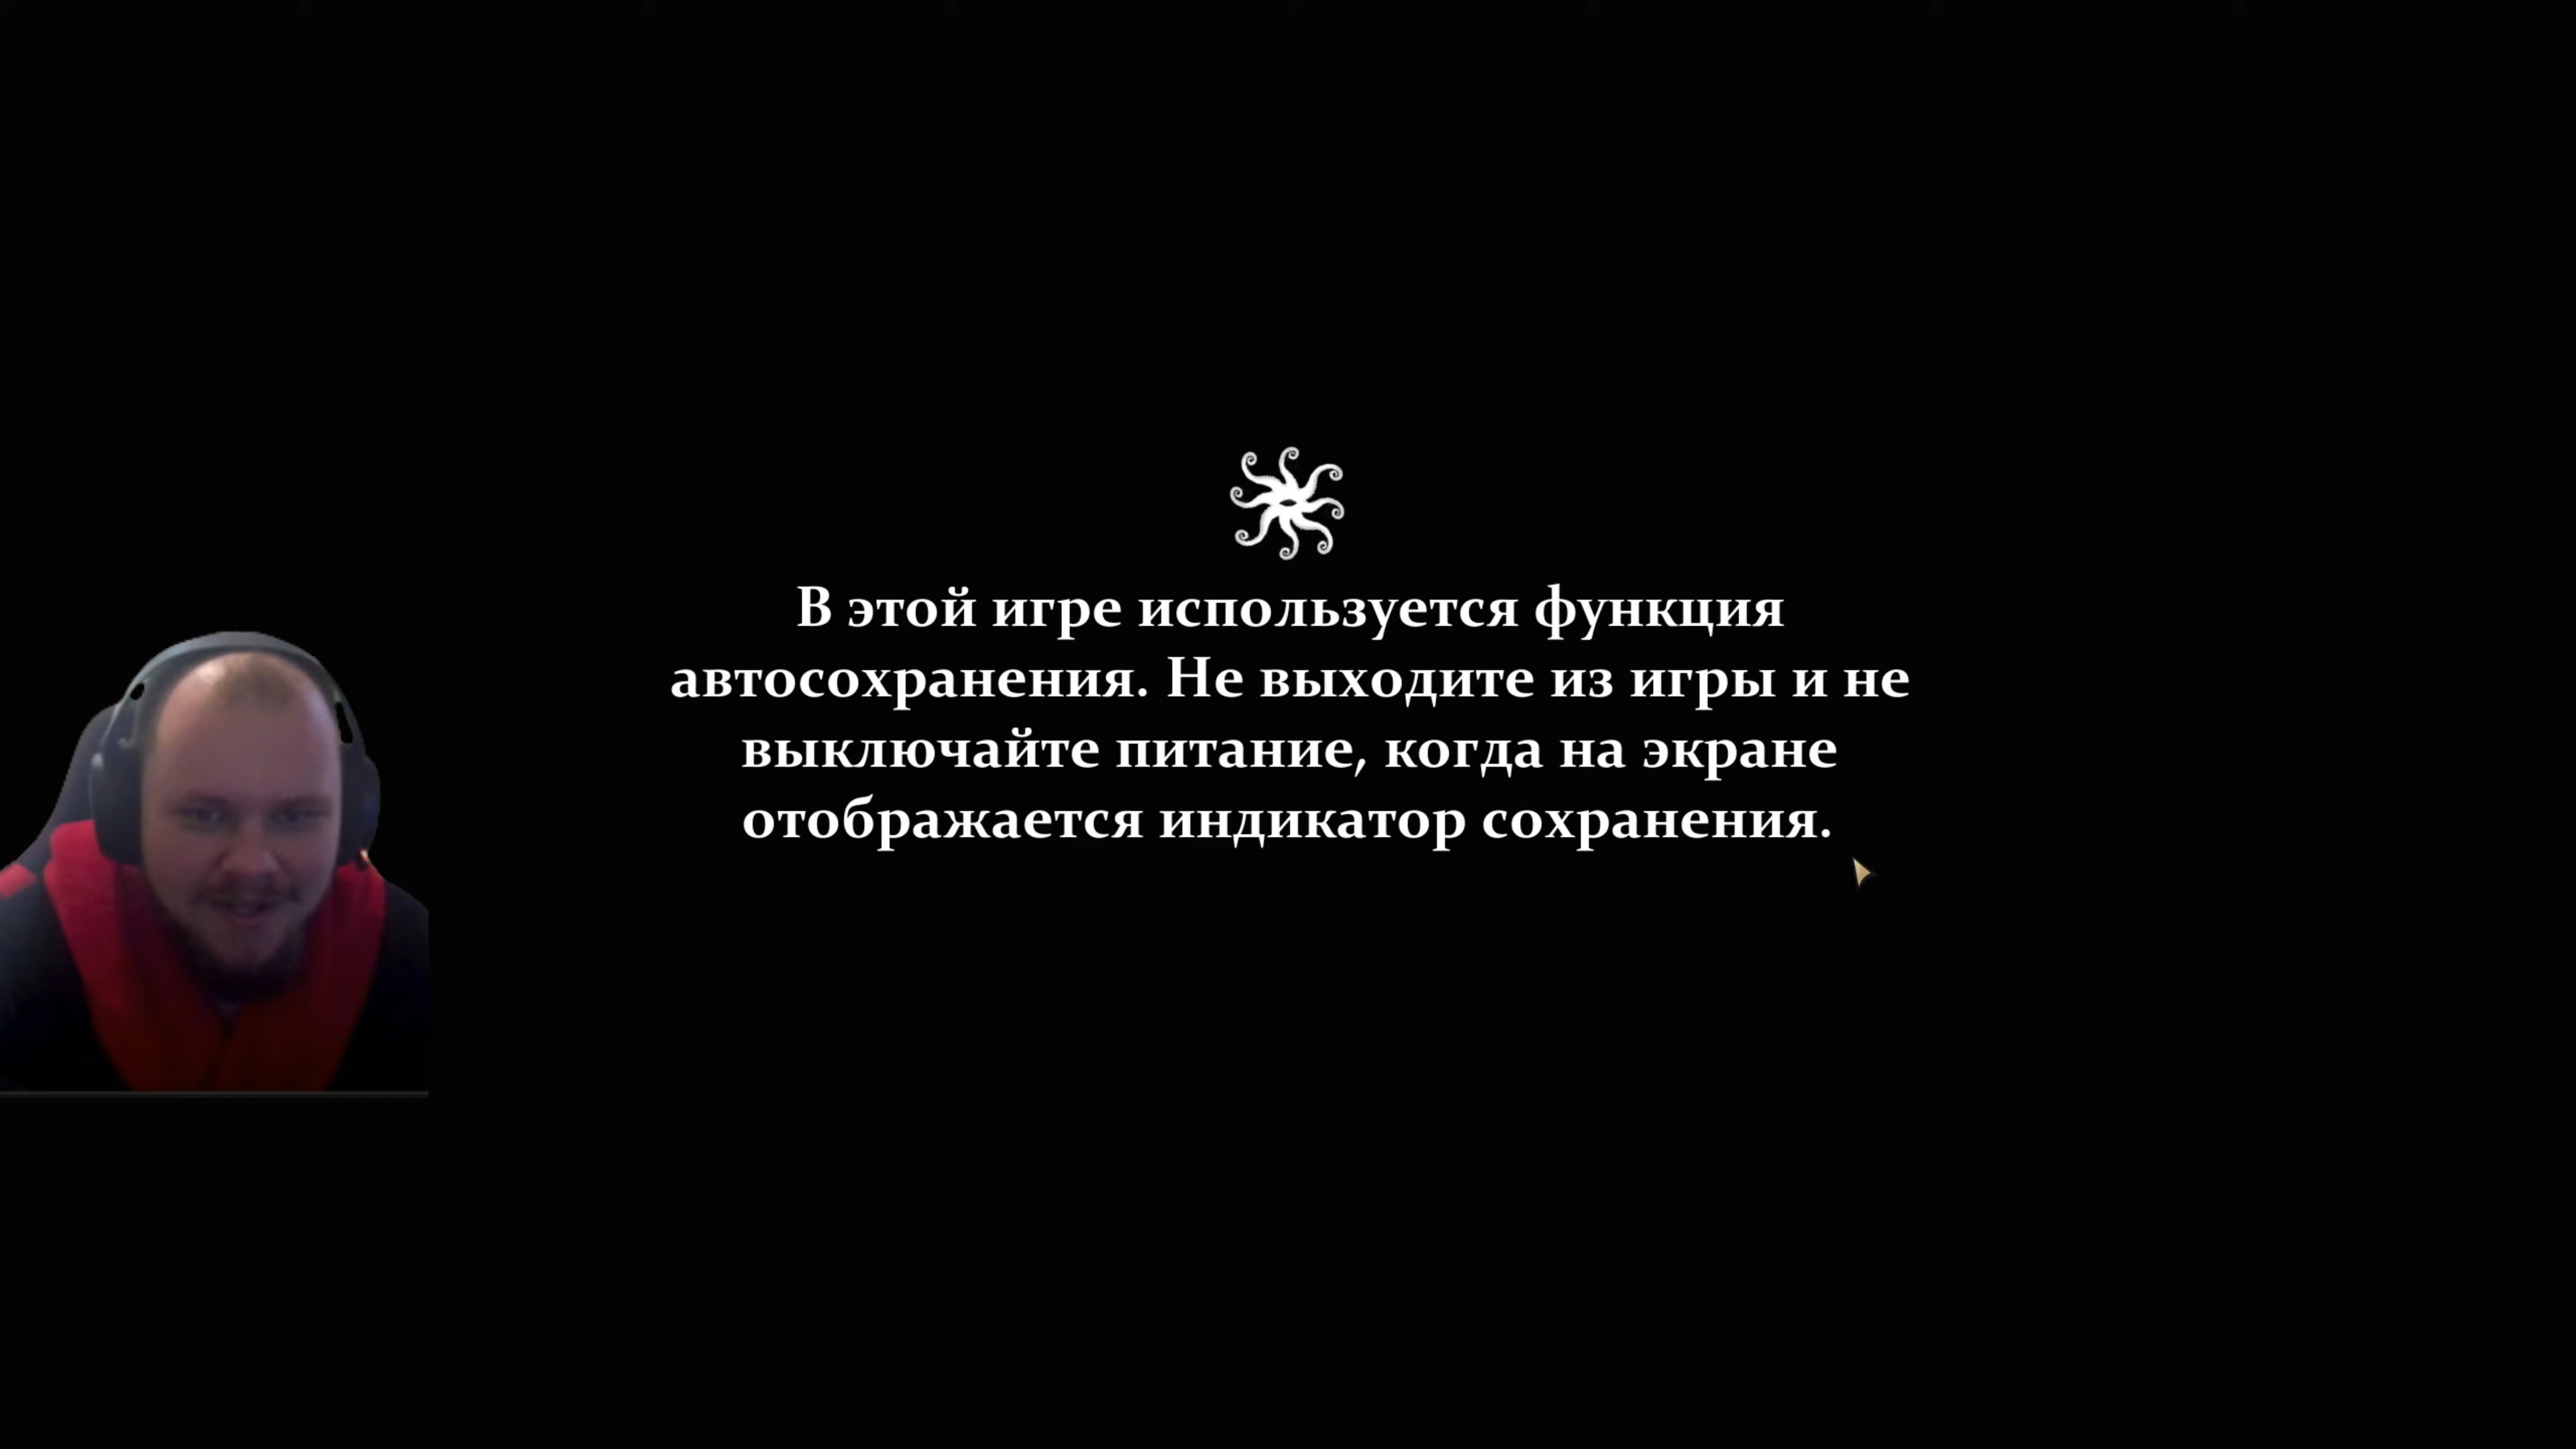 В этой игре используется функция
автосохранения. Не выходите из игры и не
выключайте питание, когда на экране
отображается индикатор сохранения.